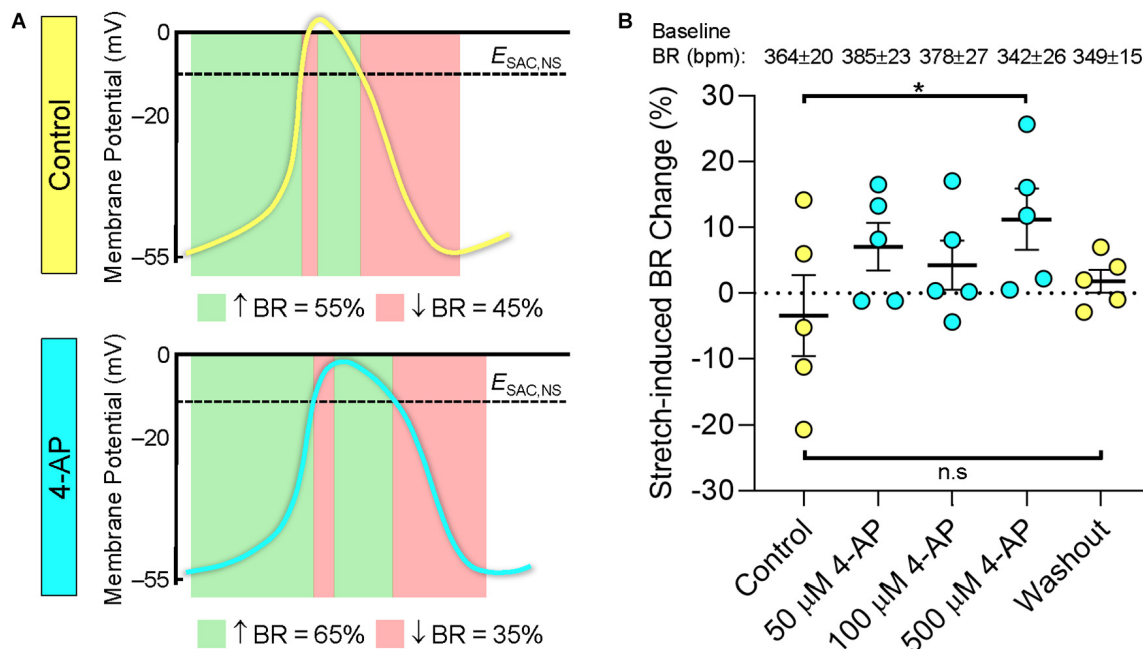 A
Control
Membrane Potential (mV)
0
–20
–55
E SAC,NS
↑ BR = 55% ↓ BR = 45%
4-AP
Membrane Potential (mV)
0
–20
–55
E SAC,NS
↑ BR = 65% ↓ BR = 35%
B
Baseline
BR (bpm): 364±20 385±23 378±27 342±26 349±15
Stretch-induced BR Change (%)
30
20
10
0
-10
-20
-30
*
n.s
Control
50 μM 4-AP
100 μM 4-AP
500 μM 4-AP
Washout